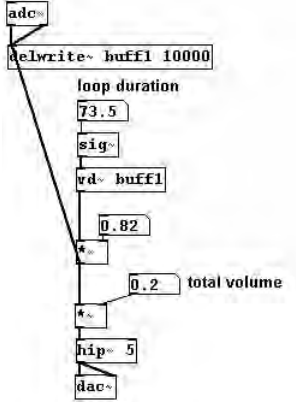 adc~
delwrite~ buff1 10000
loop duration
73.5
sig~
vd~ buff1
0.82
*~
0.2 total volume
*~
hip~ 5
dac~